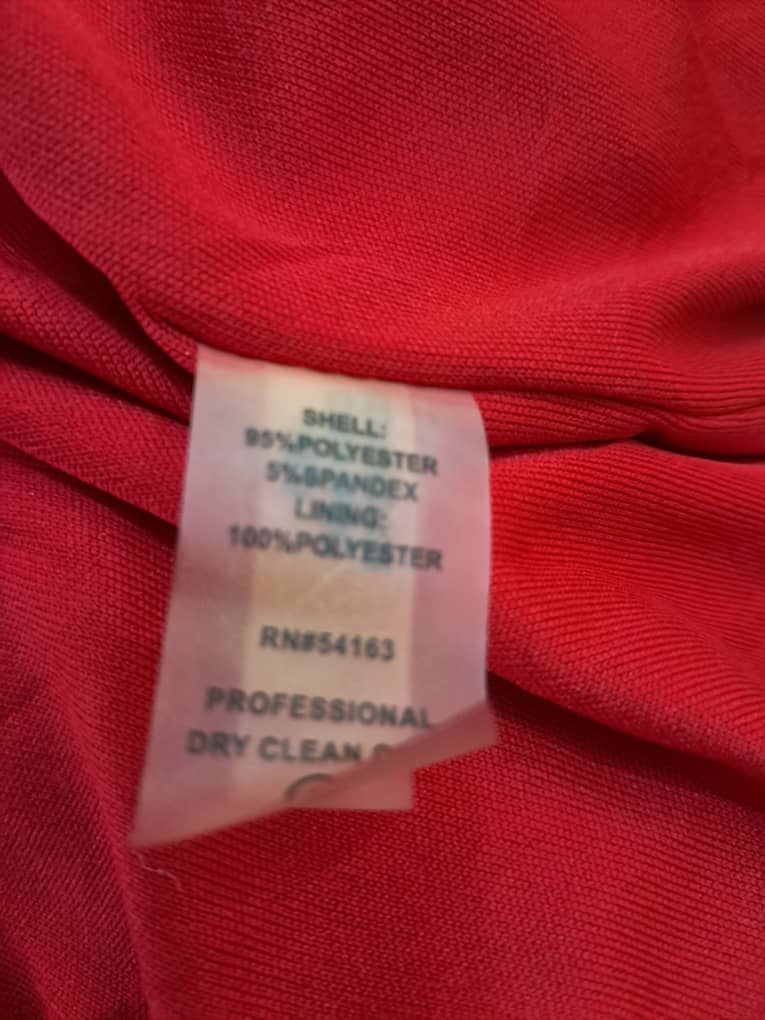 SHELL:
95%POLYESTER
5%SPANDEX
LINING:
100%POLYESTER
RN#54163
PROFESSIONAL
DRY CLEAN